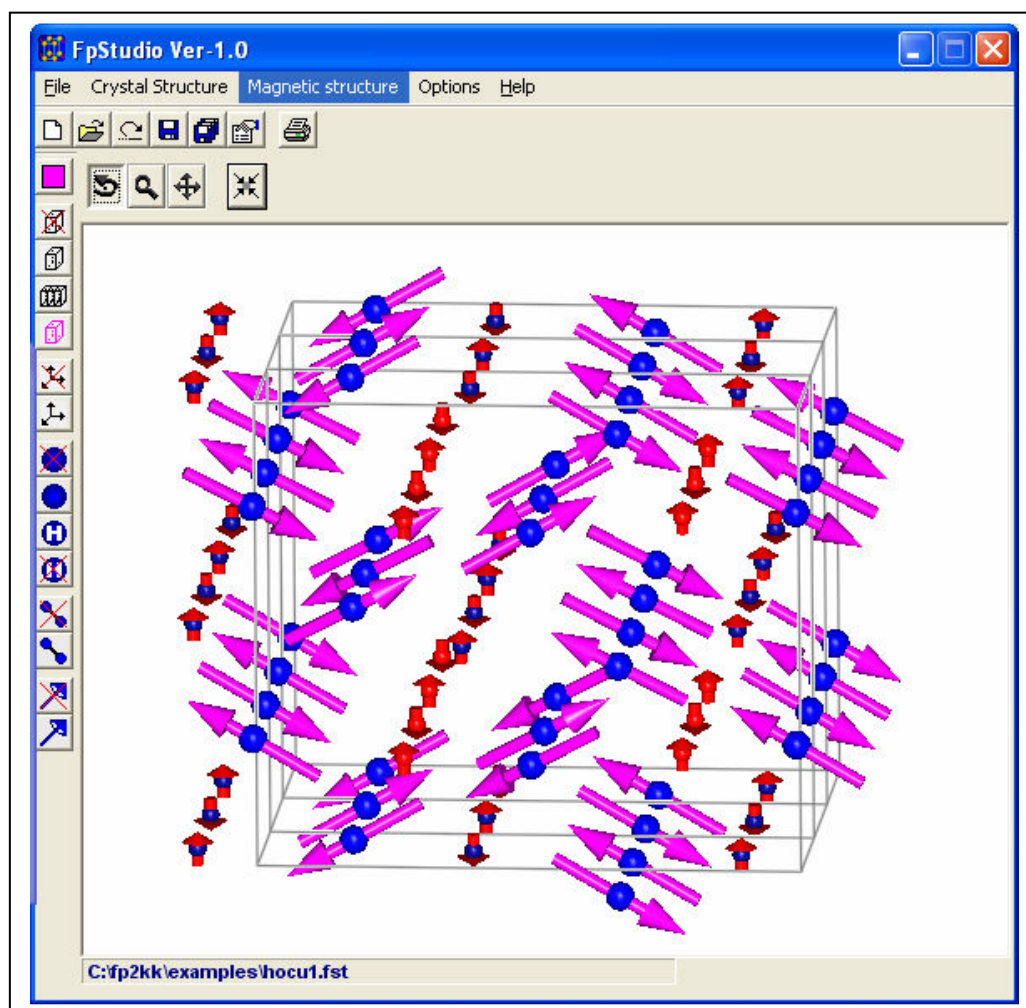 FpStudio Ver-1.0
File Crystal Structure Magnetic structure Options Help
H
H
C:\fp2kk\examples\hocu1.fst